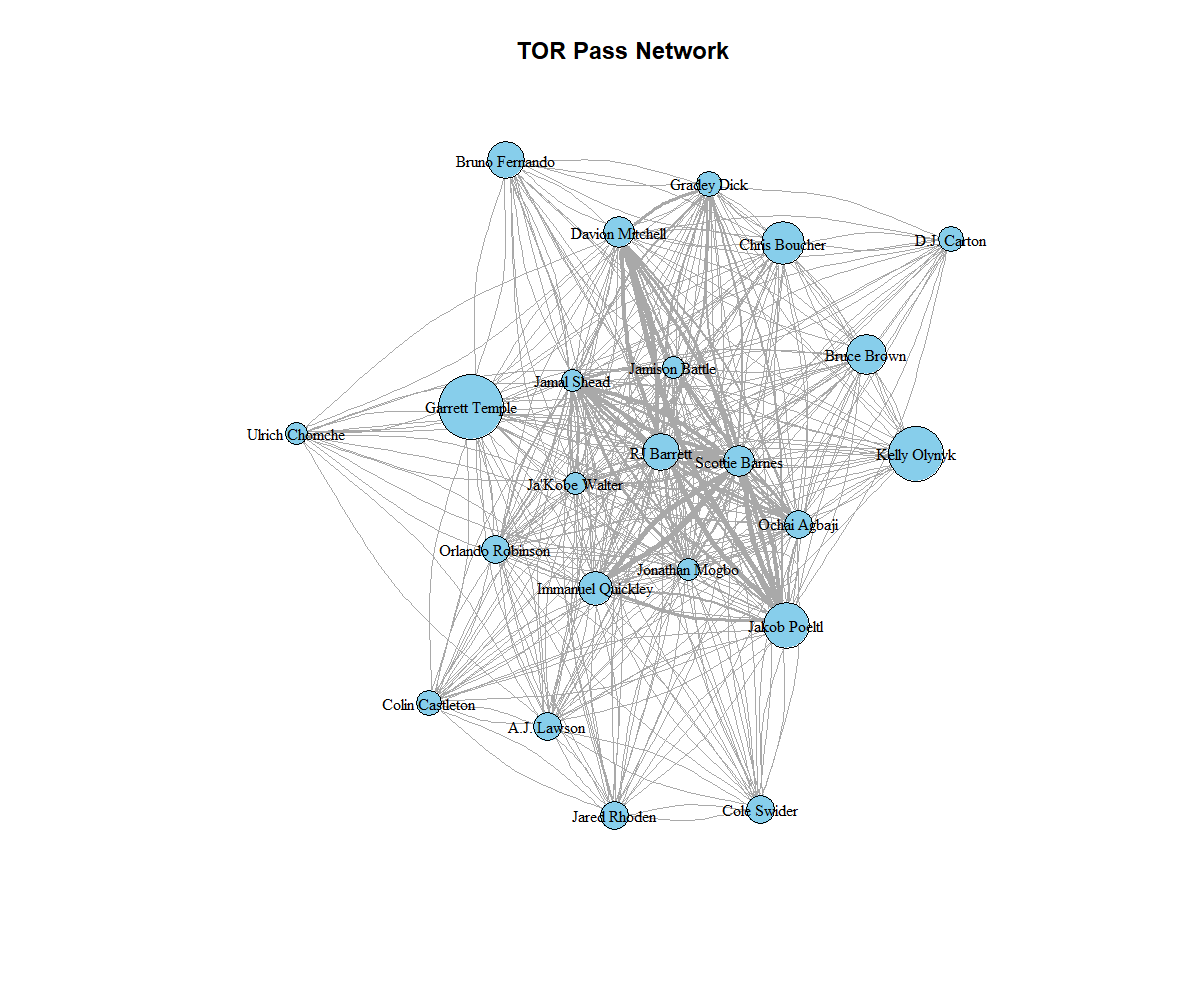 TOR Pass Network
Bruno Fernando
Gradey Dick
Davion Mitchell
Chris Boucher
D.J. Carton
Bruce Brown
Jamison Battle
Jamal Shead
Garrett Temple
Ulrich Chomche
RJ Barrett
Scottie Barnes
Kelly Olynyk
Ja'Kobe Walter
Ochai Agbaji
Orlando Robinson
Jonathan Mogbo
Immanuel Quickley
Jakob Poeltl
Colin Castleton
A.J. Lawson
Cole Swider
Jared Rhoden